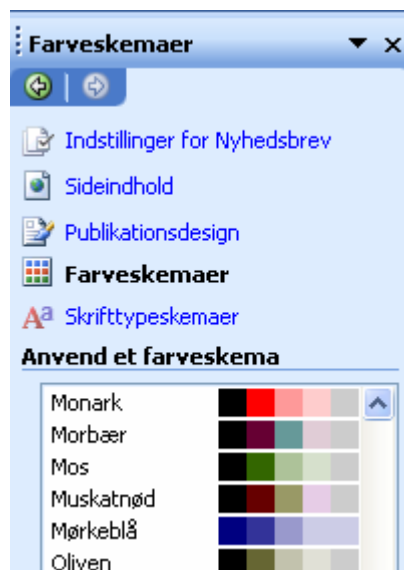 Farveskemaer
Indstillinger for Nyhedsbrev
Sideindhold
Publikationsdesign
Farveskemaer
Skrifttypeskemaer
Anvend et farveskema
Monark
Morbær
Mos
Muskatnød
Mørkeblå
Oliven